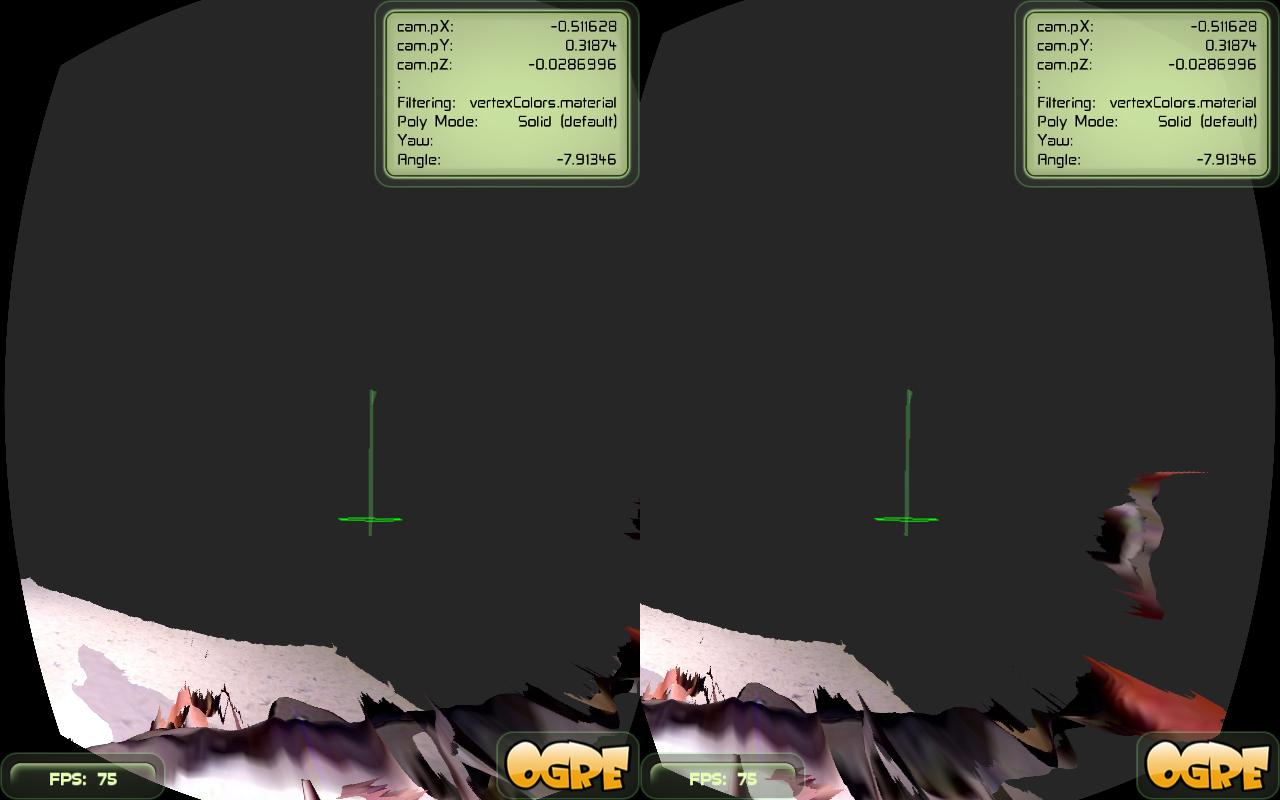 cam.pX: -0.511628
cam.pY: 0.31874
cam.pZ: -0.0286996
:
Filtering: vertexColors.material
Poly Mode: Solid (default)
Yaw:
Angle: -7.91346
cam.pX: -0.511628
cam.pY: 0.31874
cam.pZ: -0.0286996
:
Filtering: vertexColors.material
Poly Mode: Solid (default)
Yaw:
Angle: -7.91346
FPS: 75
OGRE
FPS: 75
OGRE